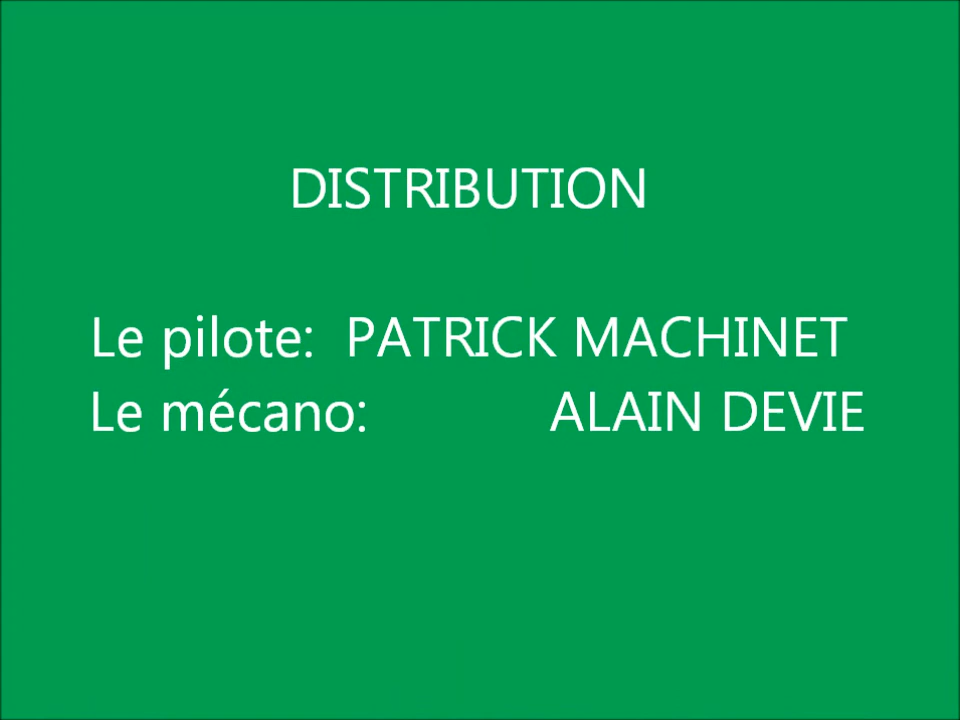 DISTRIBUTION
Le pilote: PATRICK MACHINET
Le mécano: ALAIN DEVIE